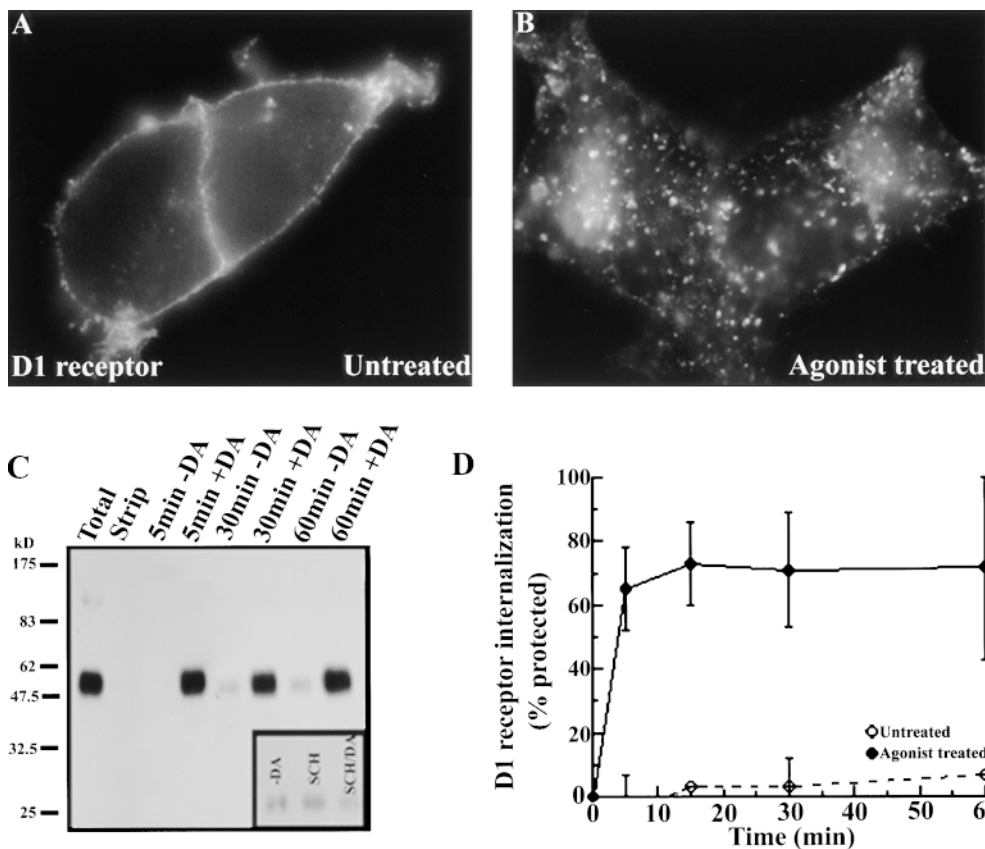 A
D1 receptor
Untreated
B
Agonist treated
C
Total
Strip
5min -DA
5min +DA
30min -DA
30min +DA
60min -DA
60min +DA
kD
175
83
62
47.5
32.5
25
-DA
SCH
SCH/DA
D
D1 receptor internalization
(% protected)
100
80
60
40
20
0
Untreated
Agonist treated
0
10
20
30
40
50
60
Time (min)